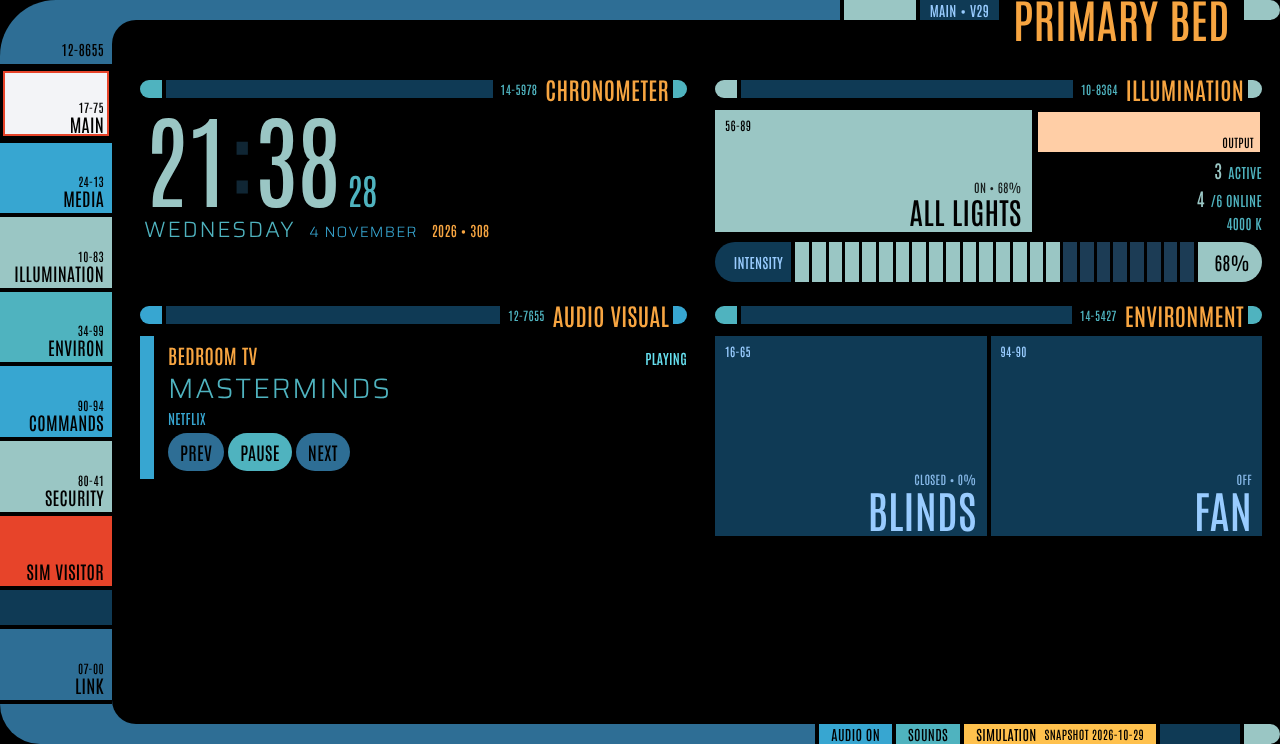 MAIN • V29
PRIMARY BED
12-8655
17-75
MAIN
24-13
MEDIA
10-83
ILLUMINATION
34-99
ENVIRON
90-94
COMMANDS
80-41
SECURITY
SIM VISITOR
07-00
LINK
14-5978 CHRONOMETER
21:38 28
WEDNESDAY 4 NOVEMBER 2026 • 308
10-8364 ILLUMINATION
56-89
ON • 68%
ALL LIGHTS
OUTPUT
3 ACTIVE
4 /6 ONLINE
4000 K
INTENSITY 68%
12-7655 AUDIO VISUAL
BEDROOM TV
PLAYING
MASTERMINDS
NETFLIX
PREV PAUSE NEXT
14-5427 ENVIRONMENT
16-65
CLOSED • 0%
BLINDS
94-90
OFF
FAN
AUDIO ON SOUNDS SIMULATION SNAPSHOT 2026-10-29